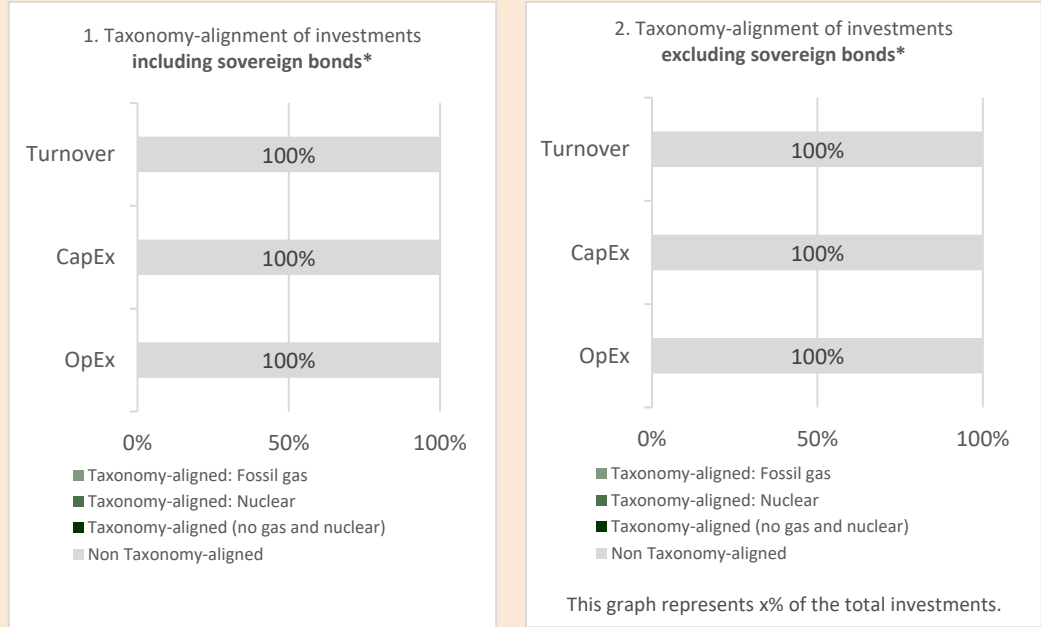 1. Taxonomy-alignment of investments
including sovereign bonds*
Turnover
100%
CapEx
100%
OpEx
100%
0%
50%
100%
Taxonomy-aligned: Fossil gas
Taxonomy-aligned: Nuclear
Taxonomy-aligned (no gas and nuclear)
Non Taxonomy-aligned
2. Taxonomy-alignment of investments
excluding sovereign bonds*
Turnover
100%
CapEx
100%
OpEx
100%
0%
50%
100%
Taxonomy-aligned: Fossil gas
Taxonomy-aligned: Nuclear
Taxonomy-aligned (no gas and nuclear)
Non Taxonomy-aligned
This graph represents x% of the total investments.